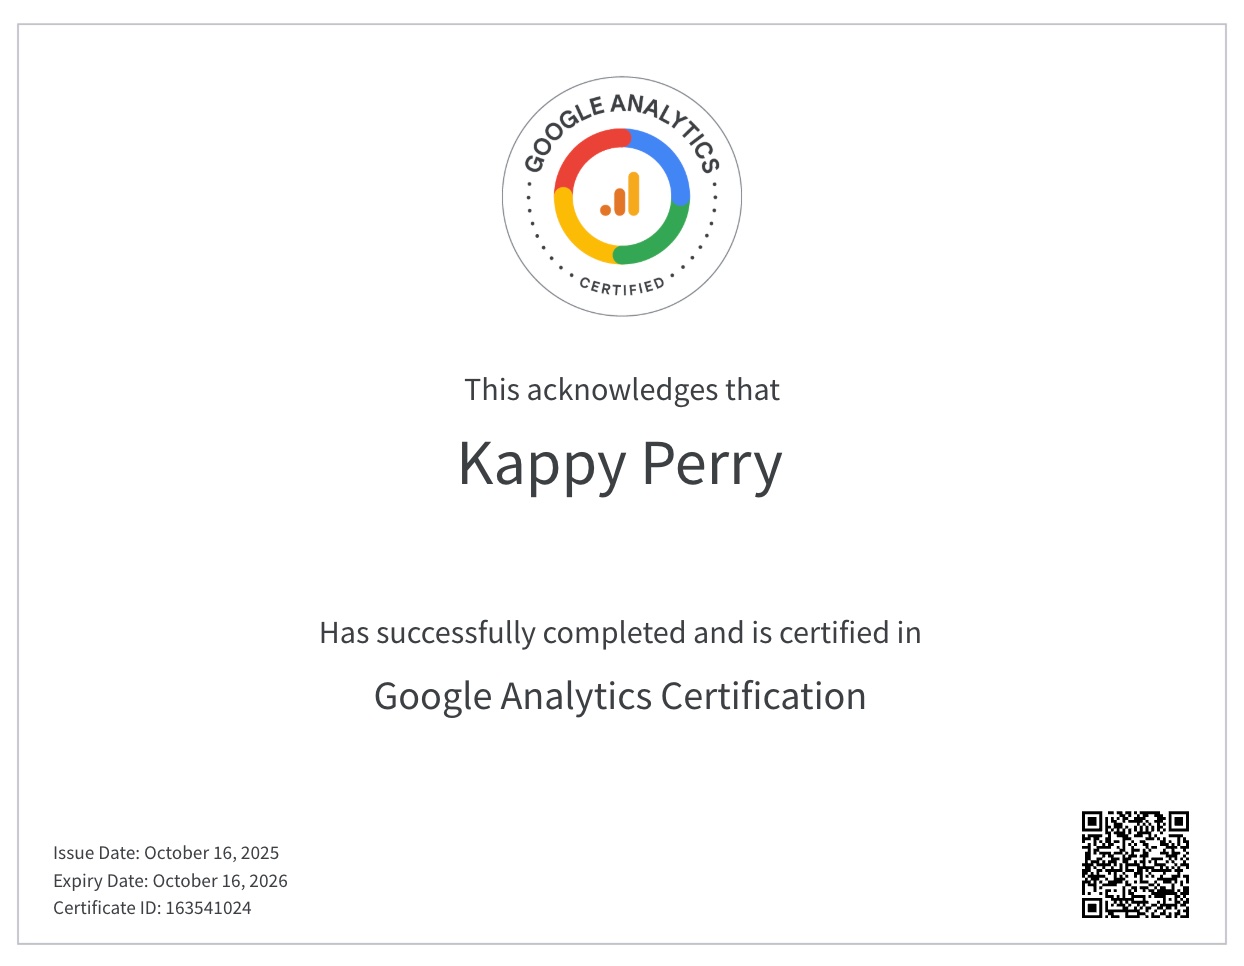 GOOGLE ANALYTICS
CERTIFIED
This acknowledges that
Kappy Perry
Has successfully completed and is certified in
Google Analytics Certification
Issue Date: October 16, 2025
Expiry Date: October 16, 2026
Certificate ID: 163541024